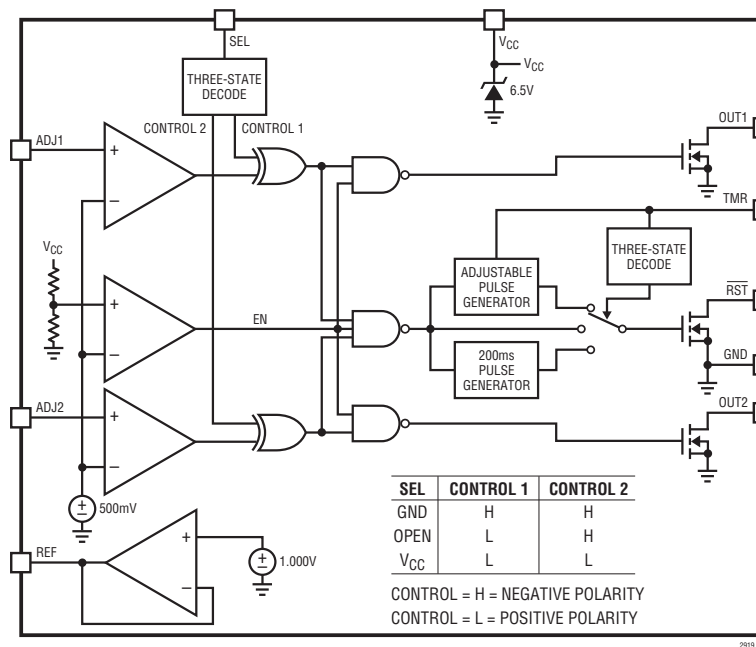 SEL
VCC
VCC
6.5V
THREE-STATE
DECODE
CONTROL 2
CONTROL 1
ADJ1
+
–
OUT1
TMR
VCC
+
–
EN
ADJUSTABLE
PULSE
GENERATOR
THREE-STATE
DECODE
RST
200ms
PULSE
GENERATOR
GND
ADJ2
+
–
OUT2
500mV
±
REF
+
–
1.000V
±
SEL CONTROL 1 CONTROL 2
GND H H
OPEN L H
VCC L L
CONTROL = H = NEGATIVE POLARITY
CONTROL = L = POSITIVE POLARITY
2919